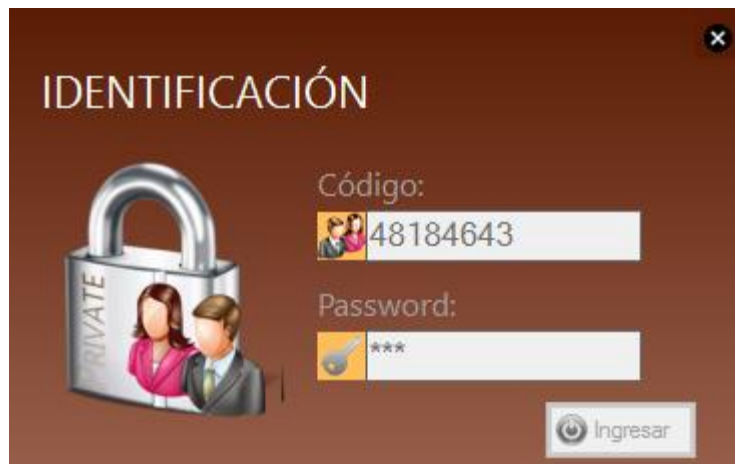 IDENTIFICACIÓN
Código:
48184643
PRIVATE
Password:
***
Ingresar